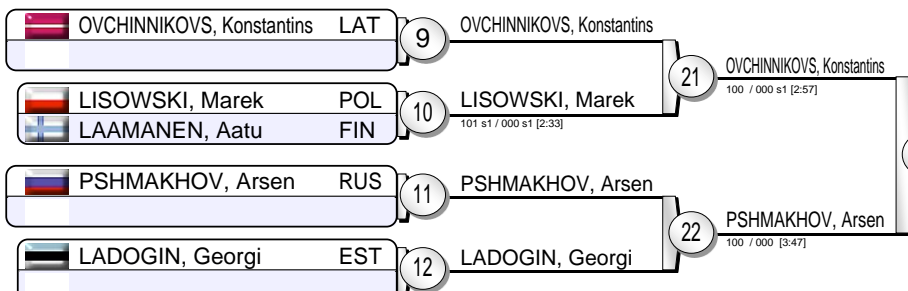 OVCHINNIKOVS, Konstantins LAT
9
OVCHINNIKOVS, Konstantins
21
OVCHINNIKOVS, Konstantins
100 / 000 s1 [2:57]
LISOWSKI, Marek POL
LAAMANEN, Aatu FIN
10
LISOWSKI, Marek
101 s1 / 000 s1 [2:33]
PSHMAKHOV, Arsen RUS
11
PSHMAKHOV, Arsen
22
PSHMAKHOV, Arsen
100 / 000 [3:47]
LADOGIN, Georgi EST
12
LADOGIN, Georgi